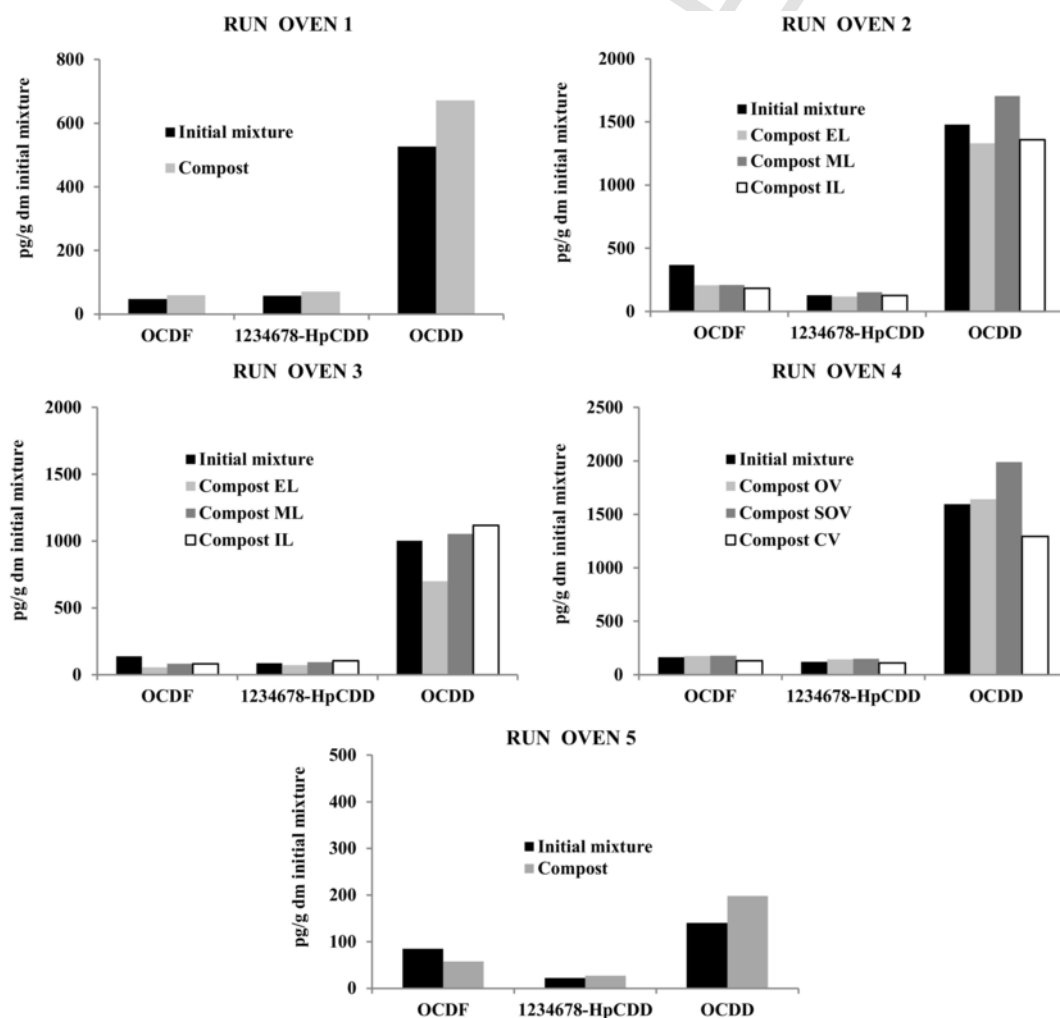 RUN OVEN 1
pg/g dm initial mixture
800
600
400
200
0
Initial mixture
Compost
OCDF 1234678-HpCDD OCDD
RUN OVEN 2
pg/g dm initial mixture
2000
1500
1000
500
0
Initial mixture
Compost EL
Compost ML
Compost IL
OCDF 1234678-HpCDD OCDD
RUN OVEN 3
pg/g dm initial mixture
2000
1500
1000
500
0
Initial mixture
Compost EL
Compost ML
Compost IL
OCDF 1234678-HpCDD OCDD
RUN OVEN 4
pg/g dm initial mixture
2500
2000
1500
1000
500
0
Initial mixture
Compost OV
Compost SOV
Compost CV
OCDF 1234678-HpCDD OCDD
RUN OVEN 5
pg/g dm initial mixture
500
400
300
200
100
0
Initial mixture
Compost
OCDF 1234678-HpCDD OCDD